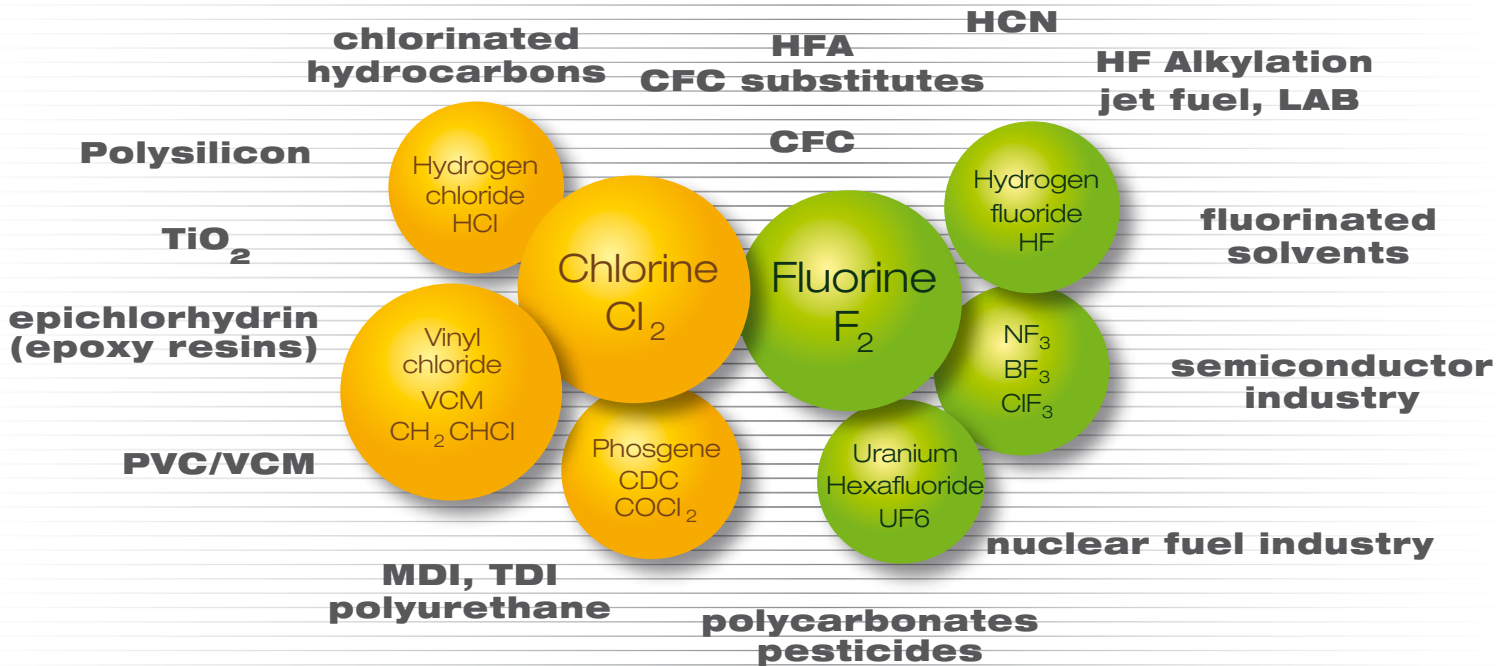 HCN
chlorinated
hydrocarbons
HFA
CFC substitutes
HF Alkylation
jet fuel, LAB
CFC
Polysilicon
Hydrogen
chloride
HCl
Hydrogen
fluoride
HF
TiO₂
fluorinated
solvents
Chlorine
Cl₂
Fluorine
F₂
epichlorhydrin
(epoxy resins)
Vinyl
chloride
VCM
CH₂CHCl
NF₃
BF₃
ClF₃
semiconductor
industry
PVC/VCM
Phosgene
CDC
COCl₂
Uranium
Hexafluoride
UF6
nuclear fuel industry
MDI, TDI
polyurethane
polycarbonates
pesticides